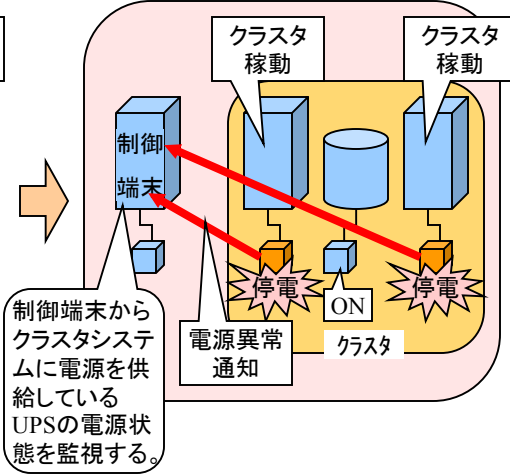 クラスタ
稼動
クラスタ
稼動
制御
端末
停電
ON
停電
クラスタ
電源異常
通知
制御端末から
クラスタシステ
ムに電源を供
給している
UPSの電源状
態を監視する。